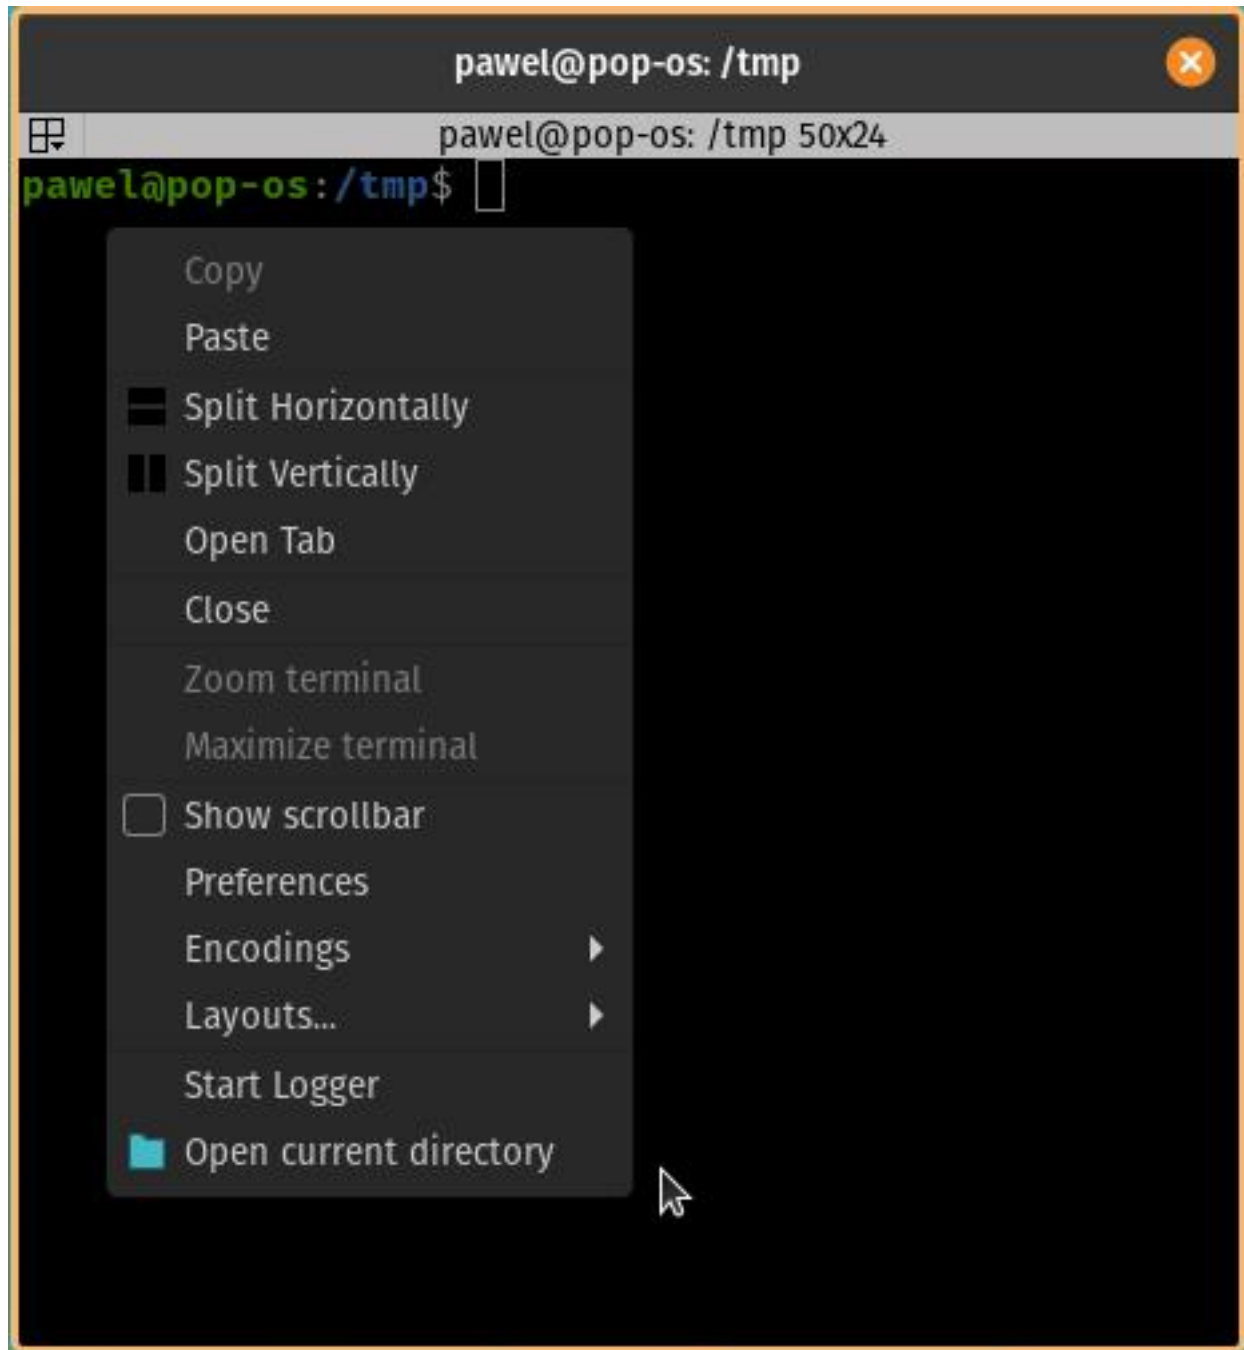 pawel@pop-os: /tmp
pawel@pop-os: /tmp 50x24
pawel@pop-os:/tmp$
Copy
Paste
Split Horizontally
Split Vertically
Open Tab
Close
Zoom terminal
Maximize terminal
Show scrollbar
Preferences
Encodings
Layouts...
Start Logger
Open current directory